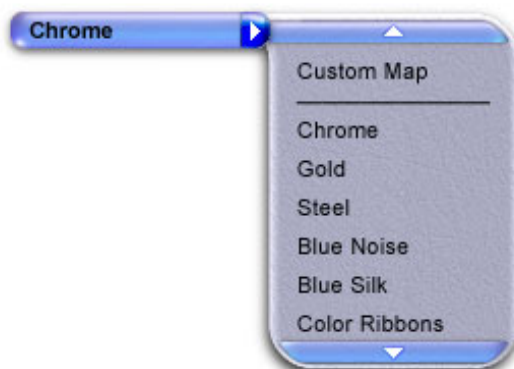 Chrome
Custom Map
Chrome
Gold
Steel
Blue Noise
Blue Silk
Color Ribbons